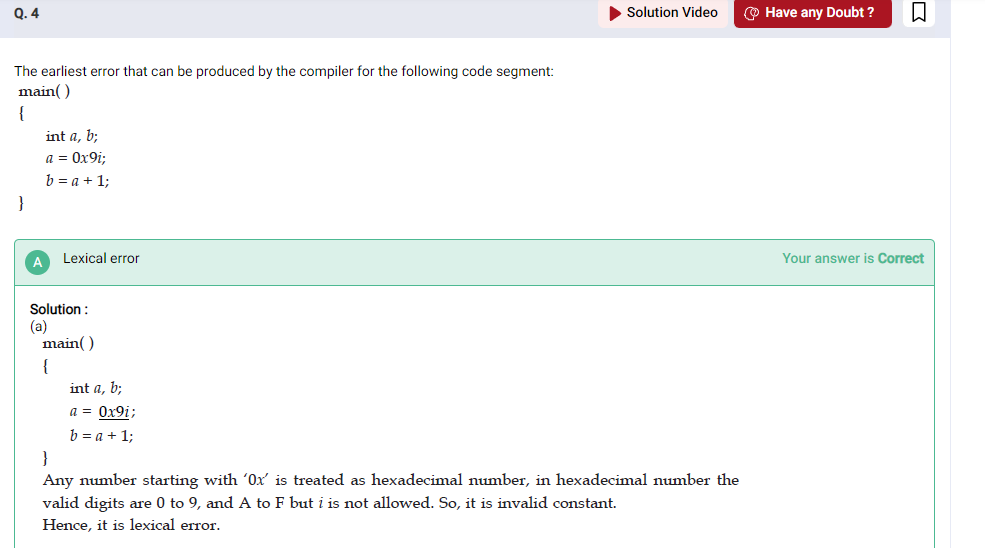 Q. 4
Solution Video
Have any Doubt ?
The earliest error that can be produced by the compiler for the following code segment:
main( )
{
int a, b;
a = 0x9i;
b = a + 1;
}
A Lexical error Your answer is Correct
Solution :
(a)
main( )
{
int a, b;
a = 0x9i;
b = a + 1;
}
Any number starting with ‘0x’ is treated as hexadecimal number, in hexadecimal number the
valid digits are 0 to 9, and A to F but i is not allowed. So, it is invalid constant.
Hence, it is lexical error.